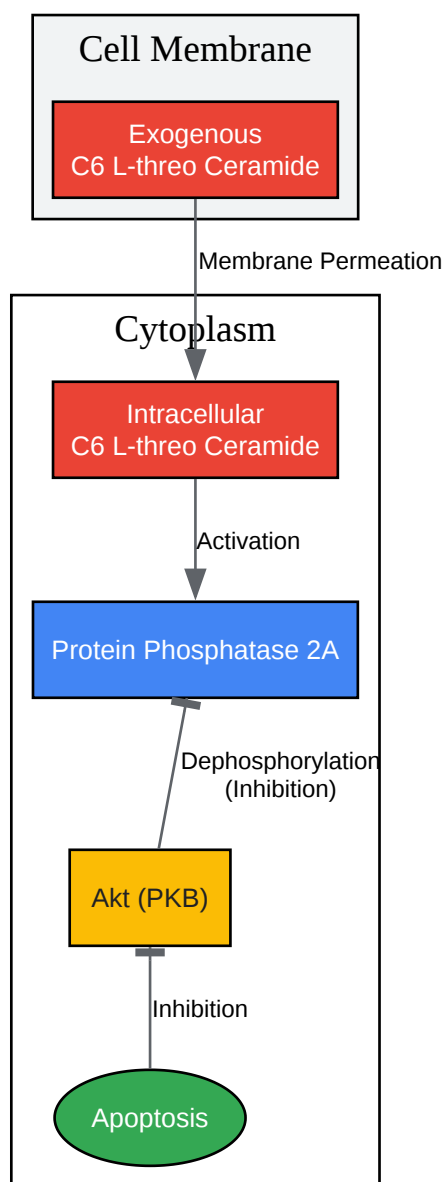 Cell Membrane
Exogenous
C6 L-threo Ceramide
Membrane Permeation
Cytoplasm
Intracellular
C6 L-threo Ceramide
Activation
Protein Phosphatase 2A
Dephosphorylation
(Inhibition)
Akt (PKB)
Inhibition
Apoptosis